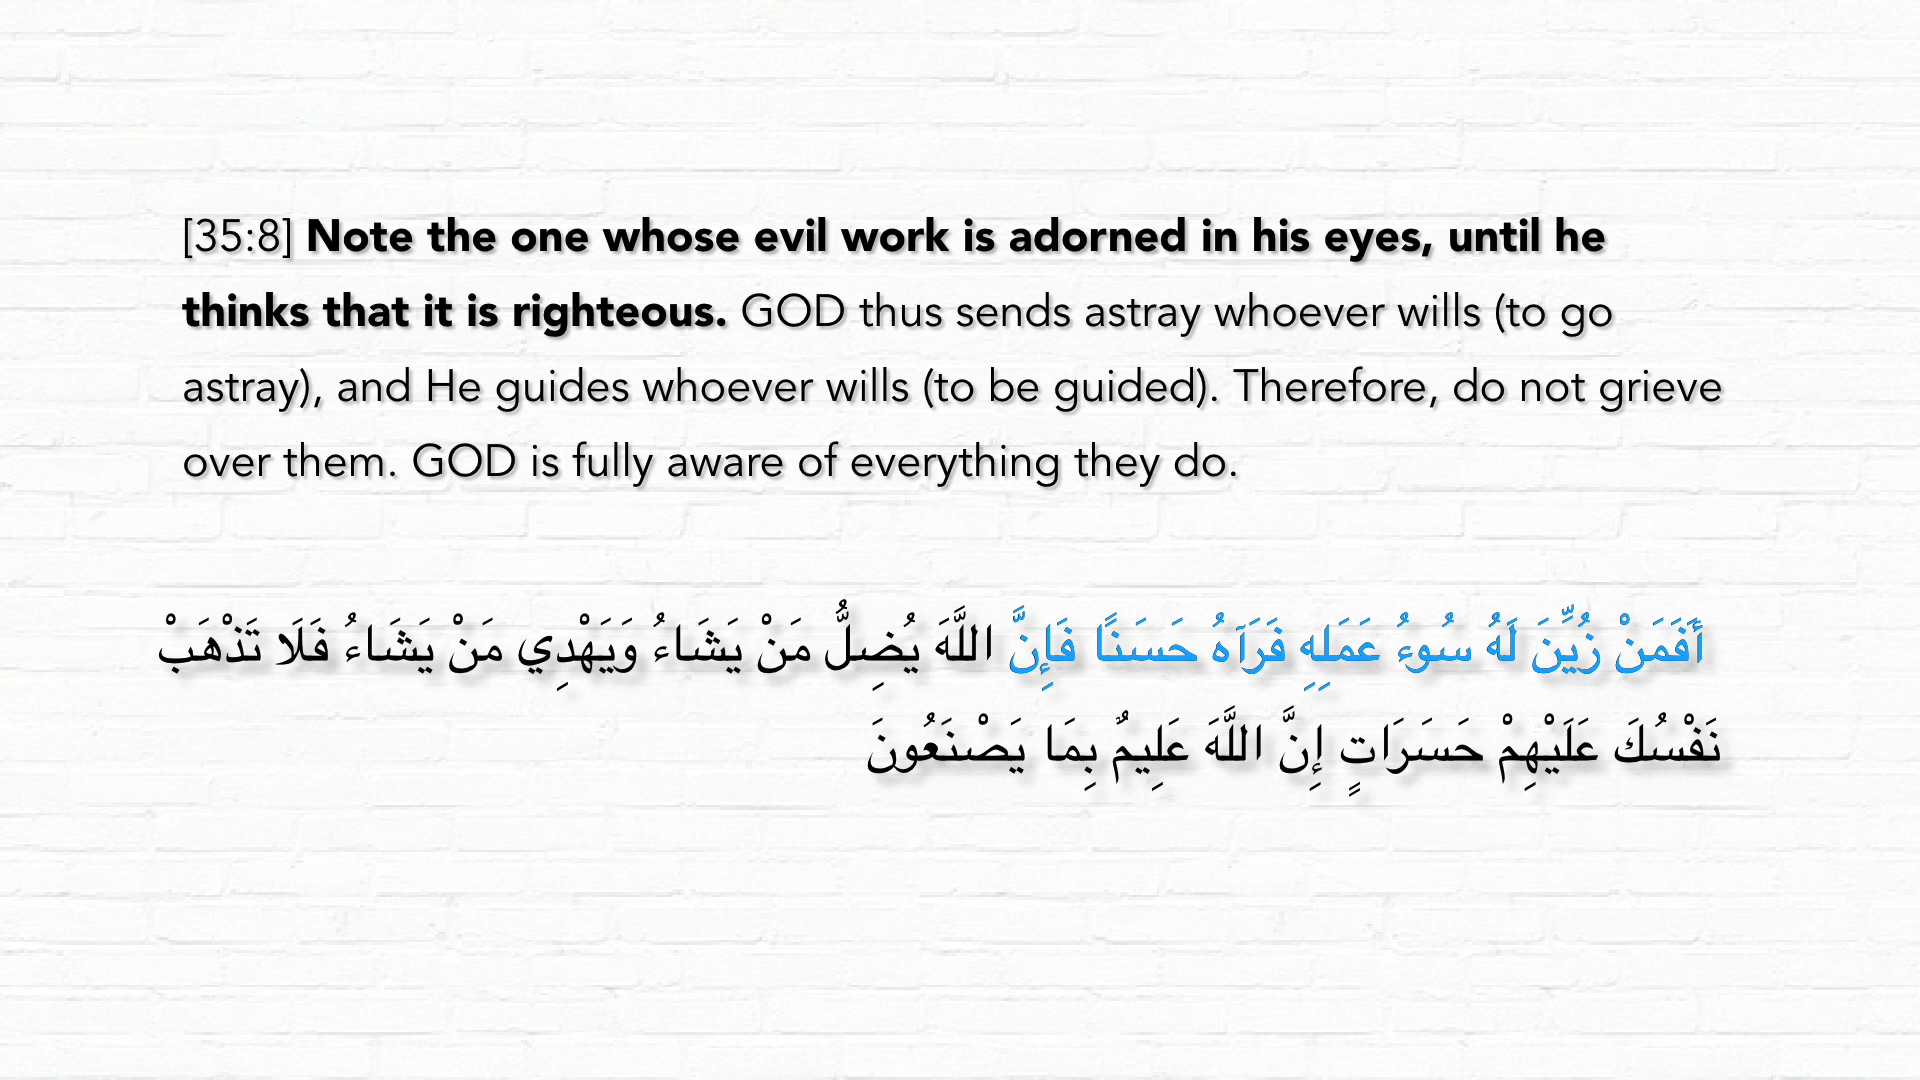 [35:8] Note the one whose evil work is adorned in his eyes, until he
thinks that it is righteous. GOD thus sends astray whoever wills (to go
astray), and He guides whoever wills (to be guided). Therefore, do not grieve
over them. GOD is fully aware of everything they do.
أَفَمَنْ زُيِّنَ لَهُ سُوءُ عَمَلِهِ فَرَآهُ حَسَنًا فَإِنَّ اللَّهَ يُضِلُّ مَنْ يَشَاءُ وَيَهْدِي مَنْ يَشَاءُ فَلَا تَذْهَبْ
نَفْسُكَ عَلَيْهِمْ حَسَرَاتٍ إِنَّ اللَّهَ عَلِيمٌ بِمَا يَصْنَعُونَ